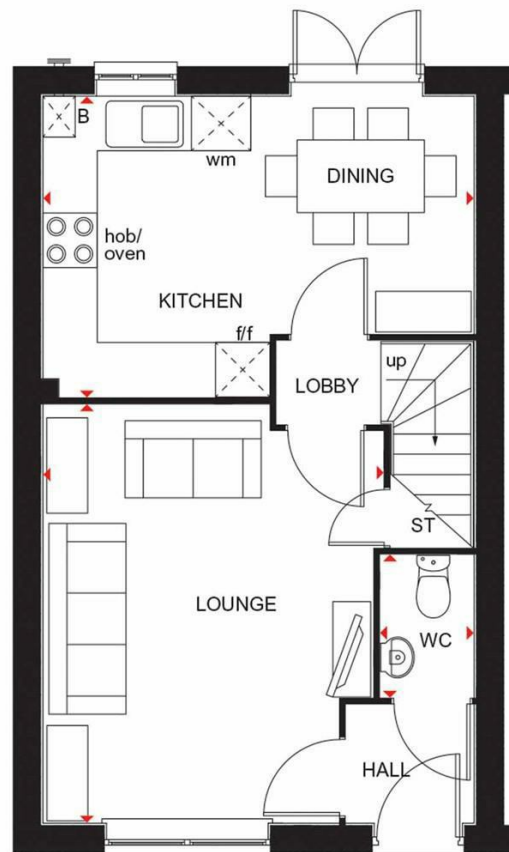 B
wm
DINING
hob/
oven
KITCHEN
f/f
LOBBY
up
ST
LOUNGE
WC
HALL